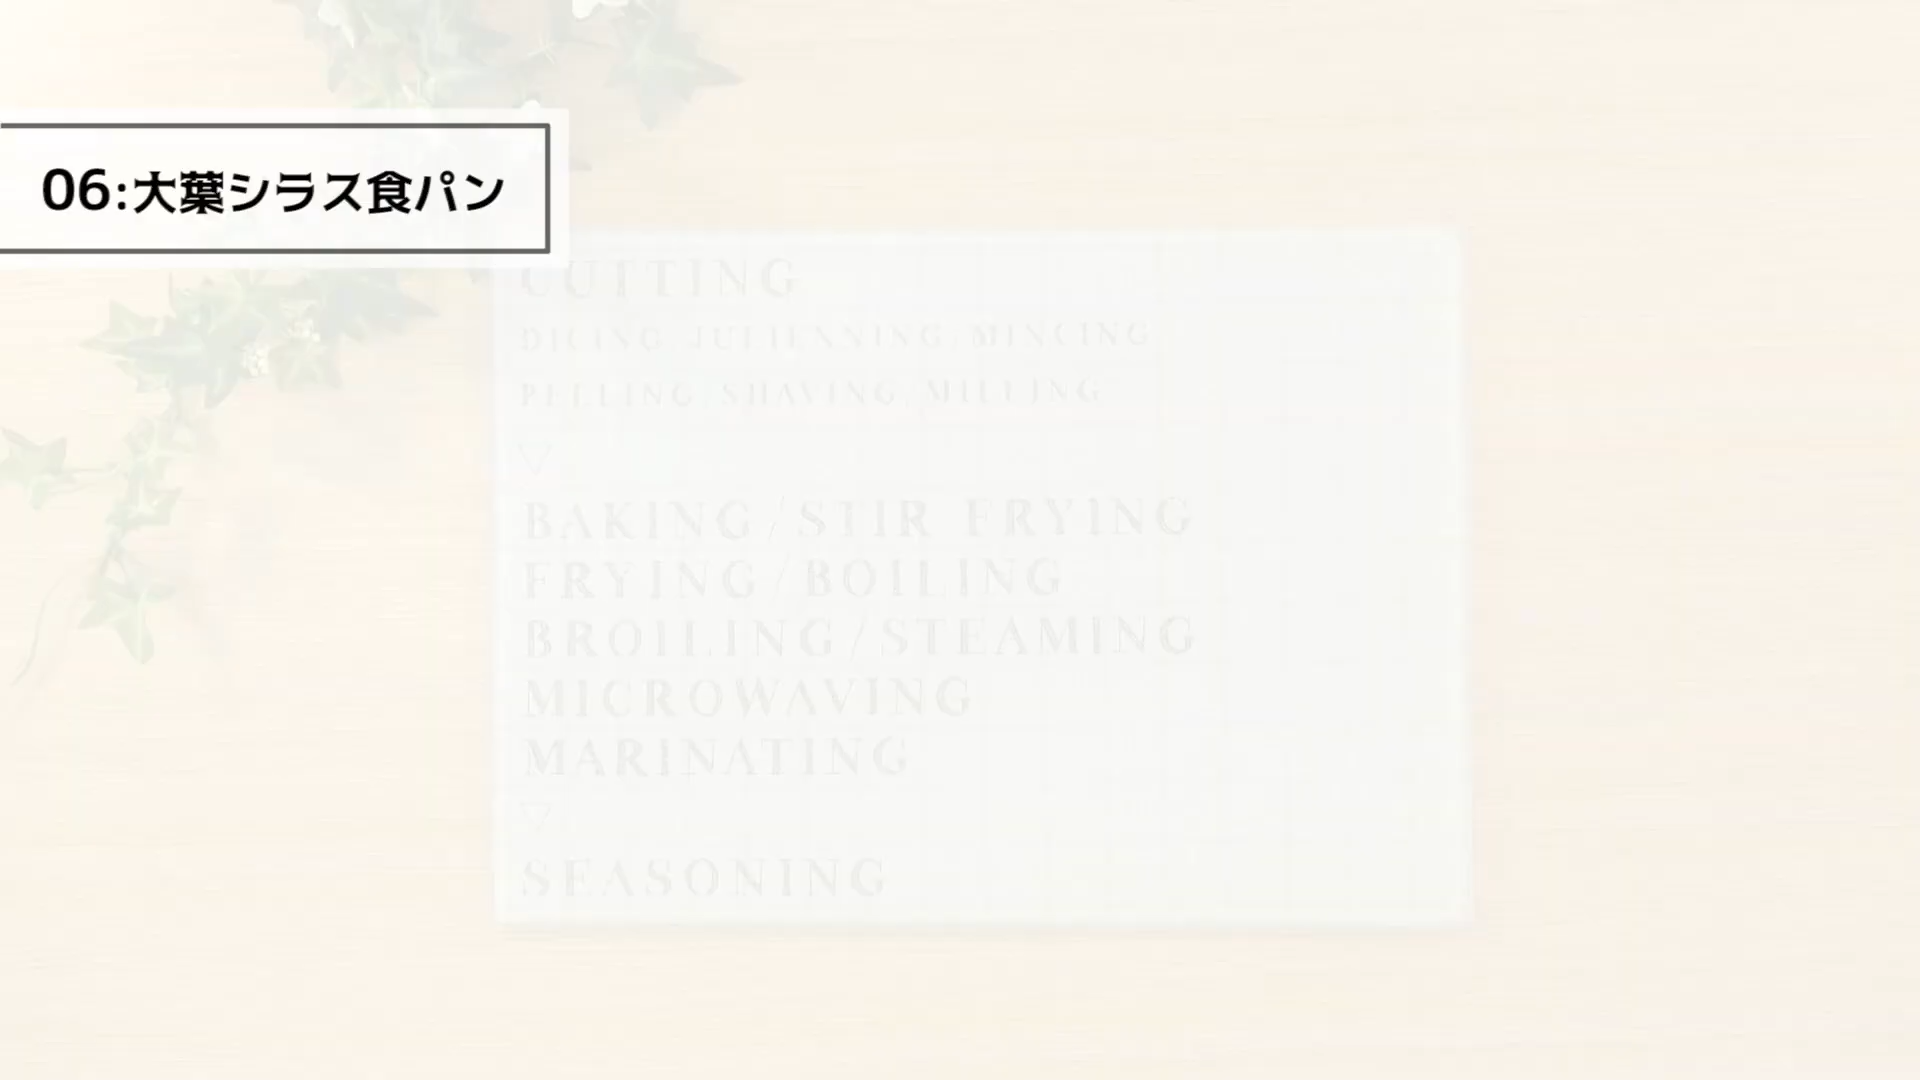 06:大葉シラス食パン
CUTTING
DICING/JULIENNING/MINCING
PEELING/SHAVING/MILLING
▽
BAKING/STIR FRYING
FRYING/BOILING
BROILING/STEAMING
MICROWAVING
MARINATING
▽
SEASONING